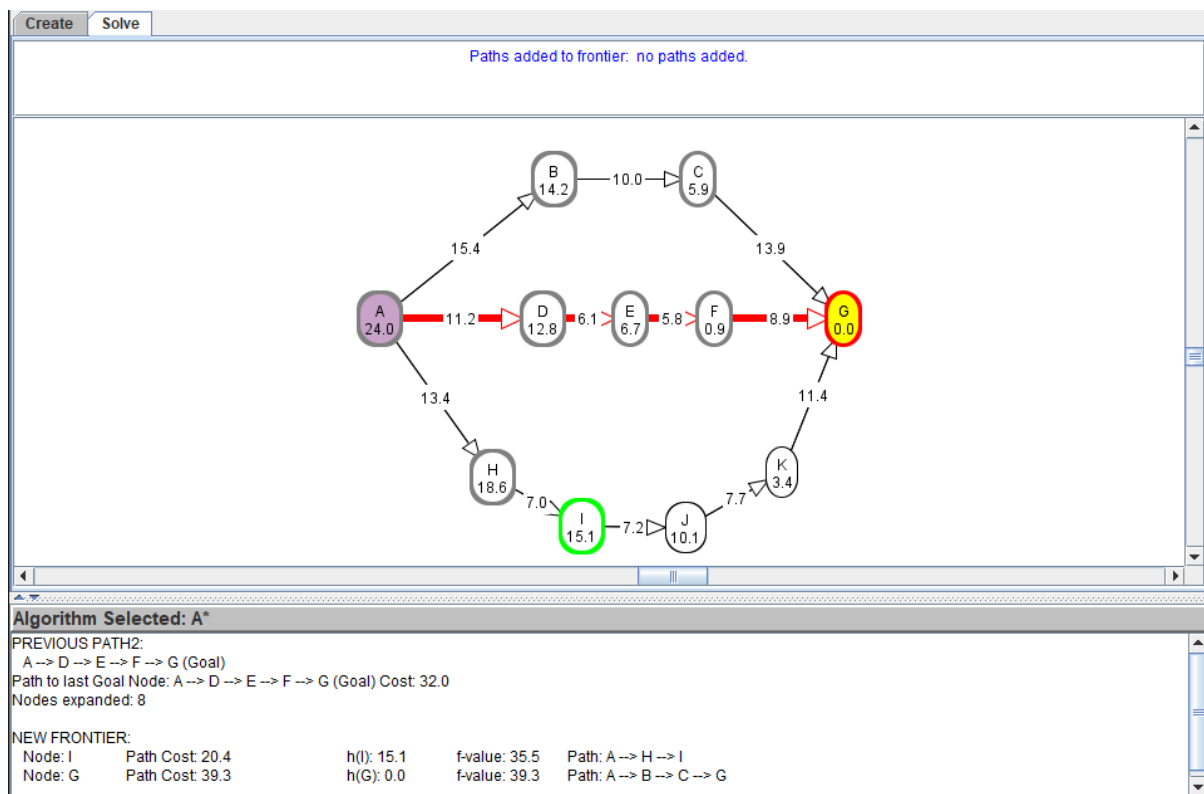 Create Solve
Paths added to frontier: no paths added.
B
14.2
10.0
C
5.9
15.4
13.9
A
24.0
11.2
D
12.8
6.1
E
6.7
5.8
F
0.9
8.9
G
0.0
13.4
11.4
H
18.6
7.0
I
15.1
7.2
J
10.1
7.7
K
3.4
Algorithm Selected: A*
PREVIOUS PATH2:
A --> D --> E --> F --> G (Goal)
Path to last Goal Node: A --> D --> E --> F --> G (Goal) Cost: 32.0
Nodes expanded: 8
NEW FRONTIER:
Node: I Path Cost: 20.4 h(I): 15.1 f-value: 35.5 Path: A --> H --> I
Node: G Path Cost: 39.3 h(G): 0.0 f-value: 39.3 Path: A --> B --> C --> G